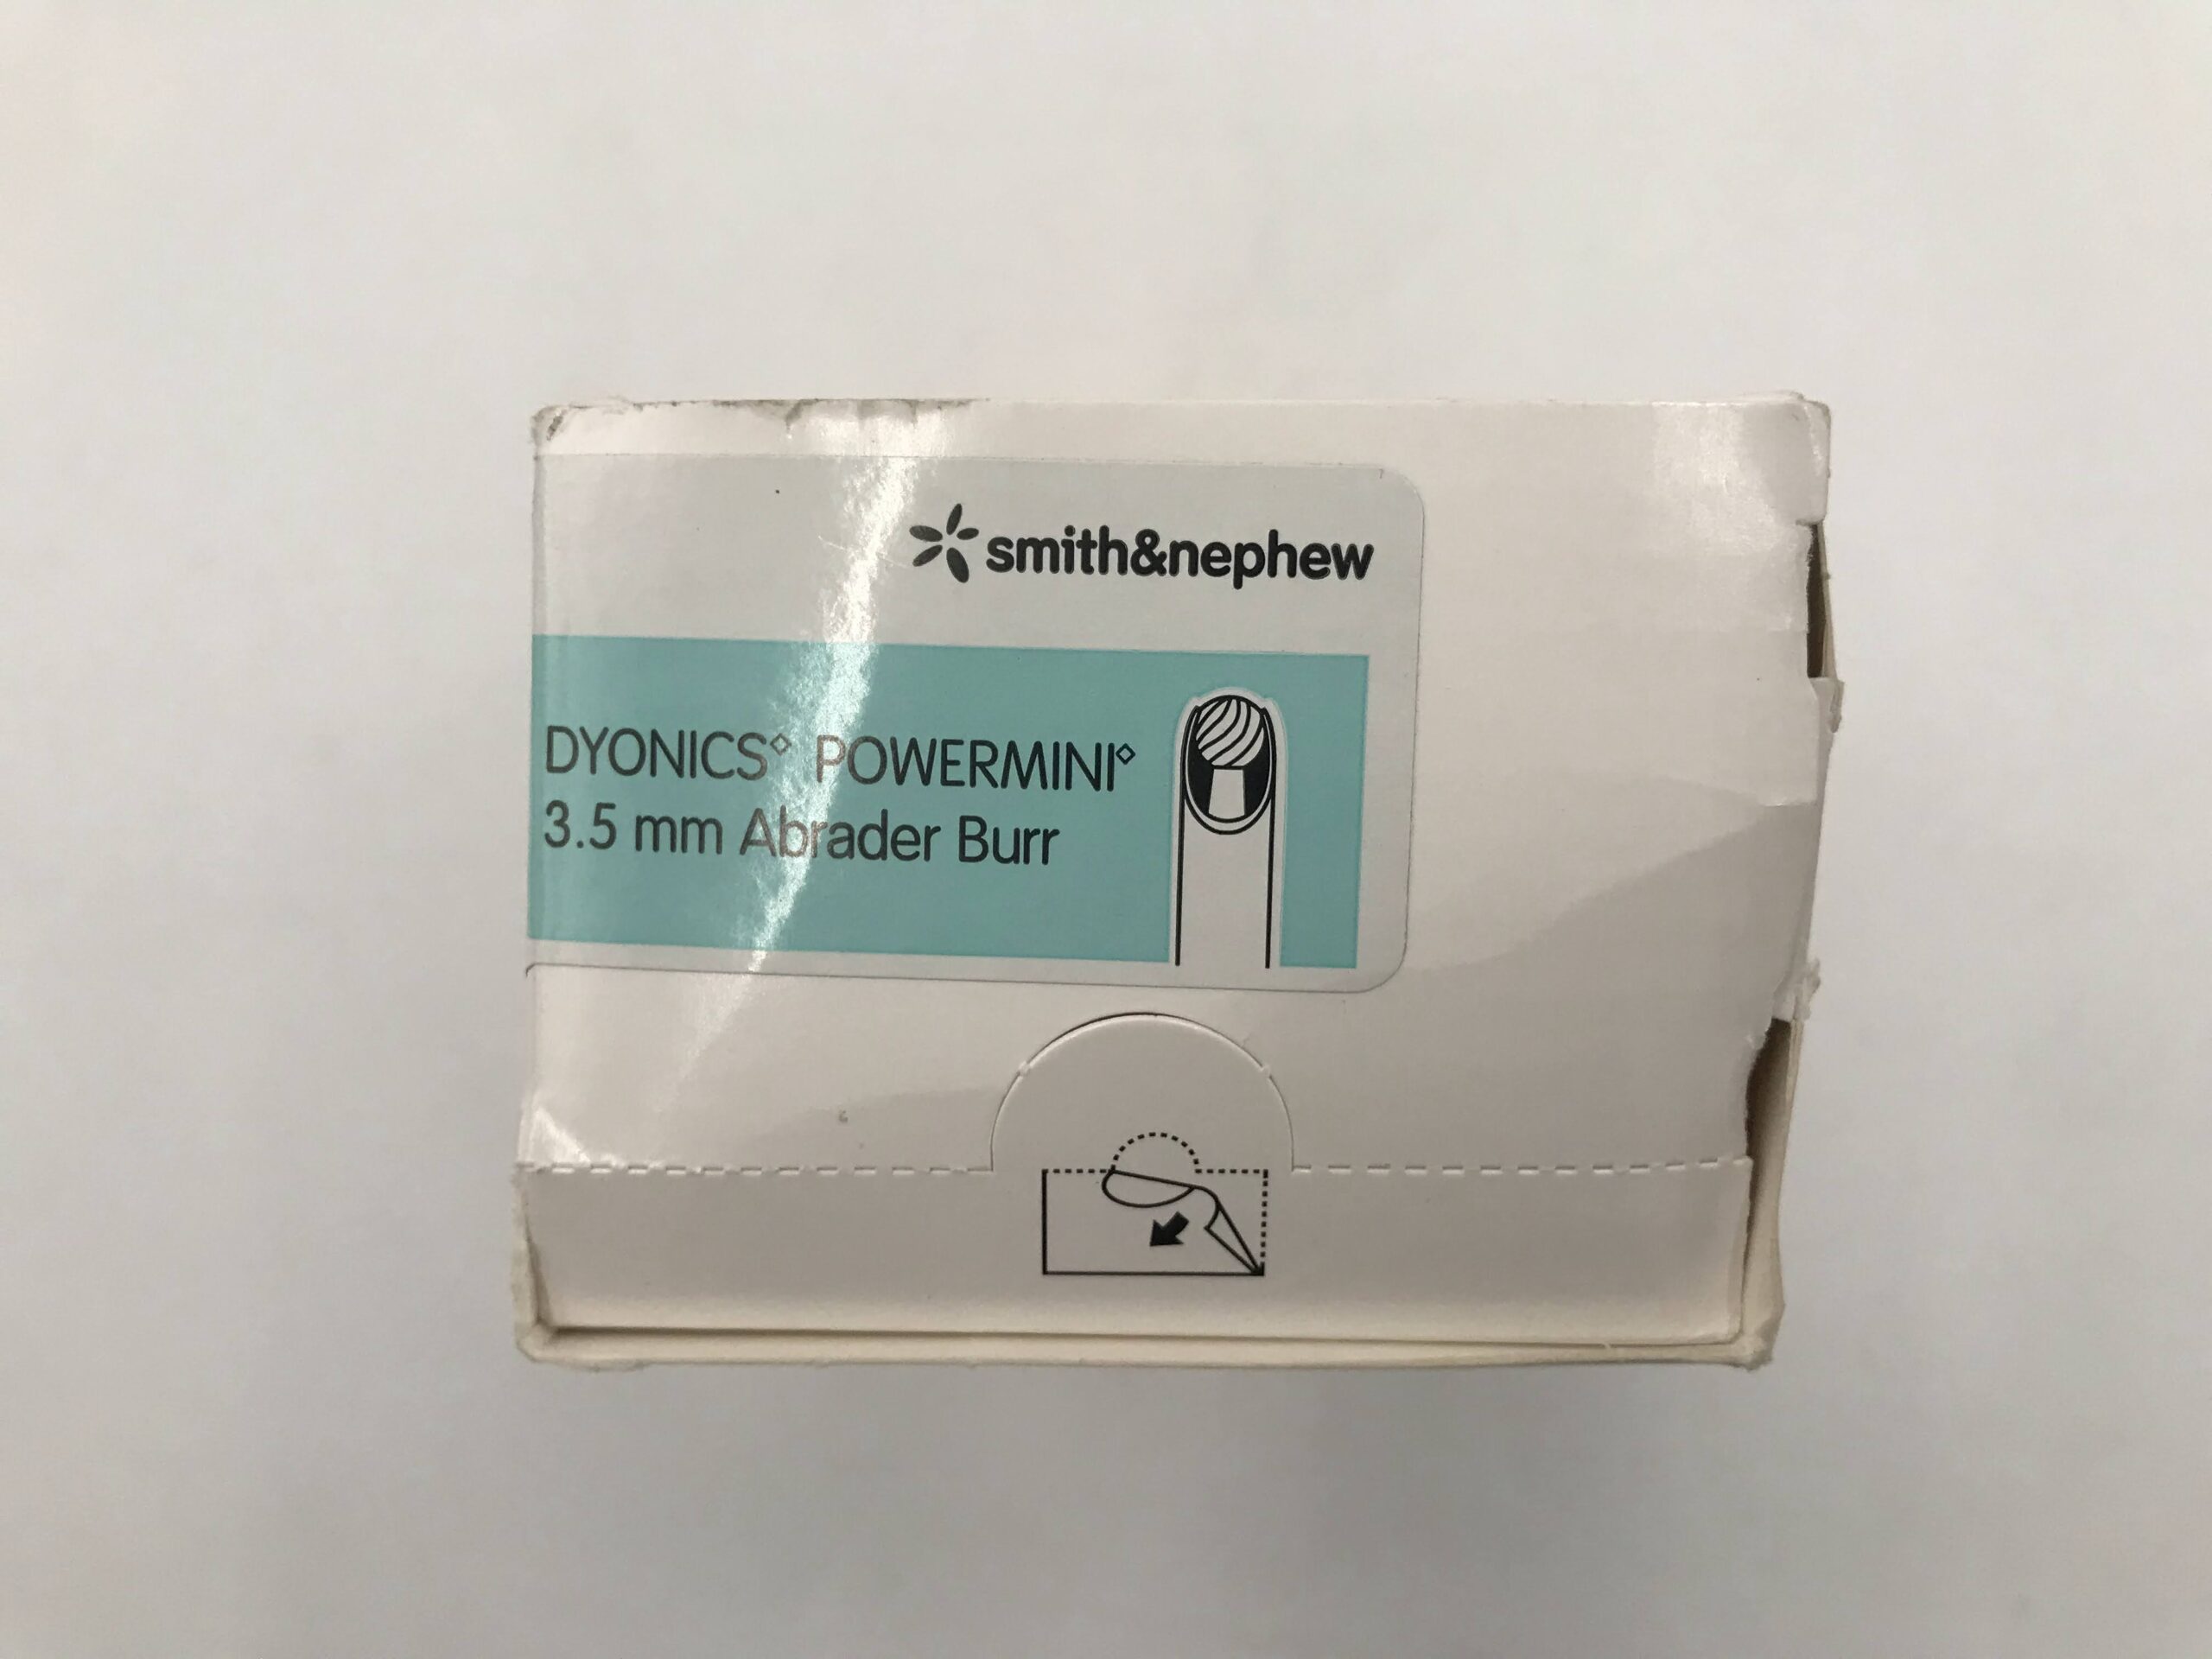 smith&nephew
DYONICS◇ POWERMINI◇
3.5 mm Abrader Burr